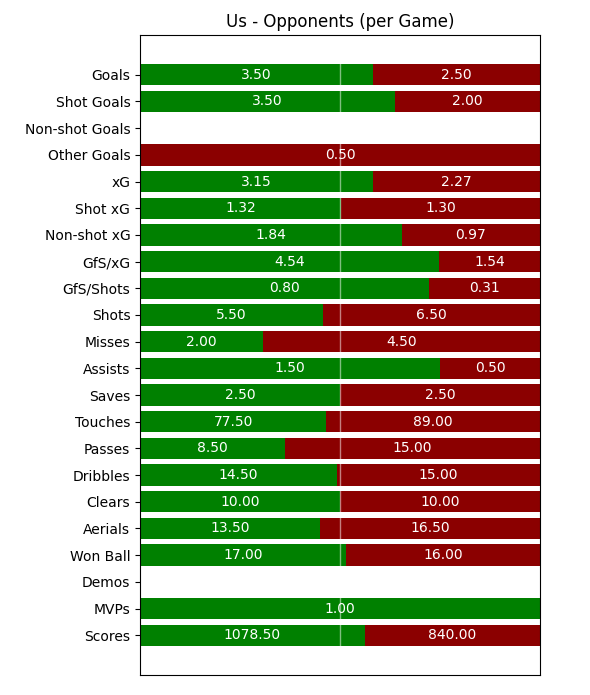 Us - Opponents (per Game)
Goals 3.50 2.50
Shot Goals 3.50 2.00
Non-shot Goals
Other Goals 0.50
xG 3.15 2.27
Shot xG 1.32 1.30
Non-shot xG 1.84 0.97
GfS/xG 4.54 1.54
GfS/Shots 0.80 0.31
Shots 5.50 6.50
Misses 2.00 4.50
Assists 1.50 0.50
Saves 2.50 2.50
Touches 77.50 89.00
Passes 8.50 15.00
Dribbles 14.50 15.00
Clears 10.00 10.00
Aerials 13.50 16.50
Won Ball 17.00 16.00
Demos
MVPs 1.00
Scores 1078.50 840.00